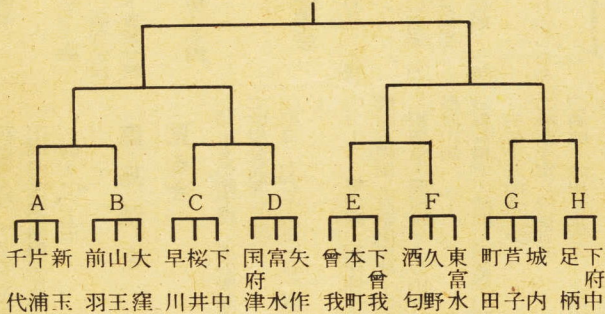 A B C D E F G H
千代 片浦 新玉
前羽 山王 大窪
早川 桜井 下中
国府津 富水 矢作
曾我 本町 下曾我
酒匂 久野 東富水
町田 芦子 城内
足柄 下府中